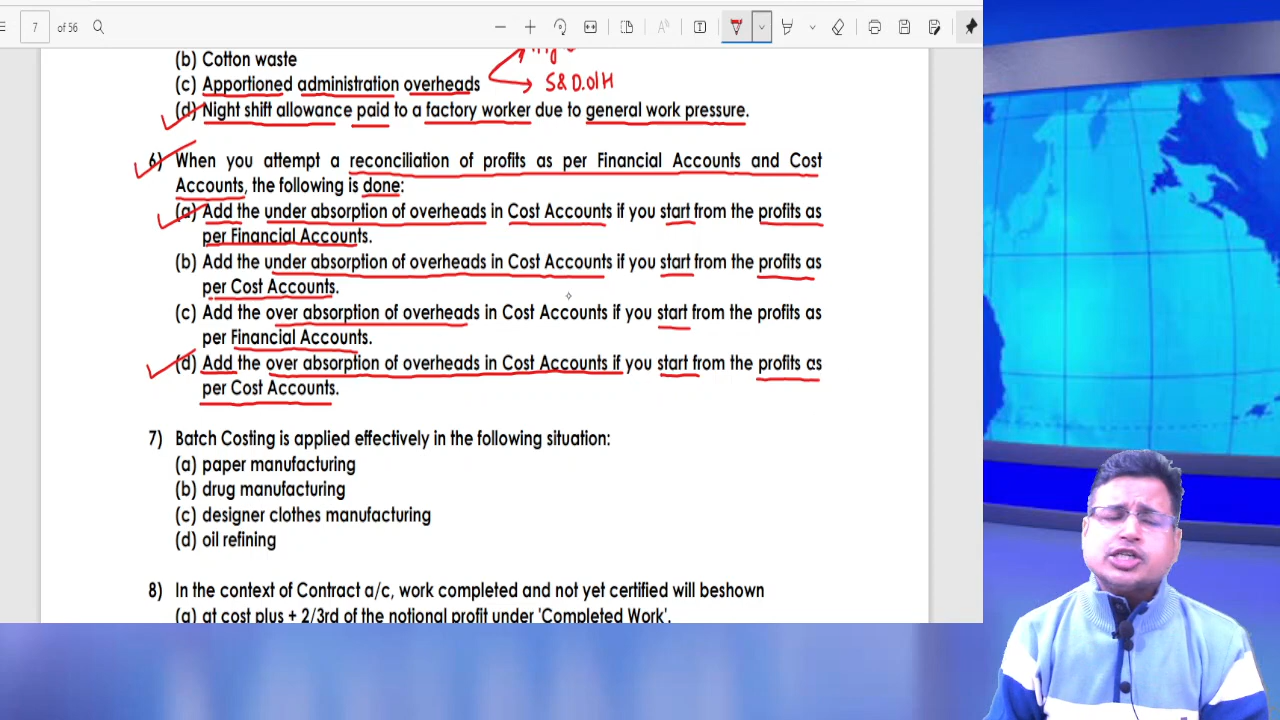 7 of 56
(b) Cotton waste
(c) Apportioned administration overheads
S & D.O/H
(d) Night shift allowance paid to a factory worker due to general work pressure.
6) When you attempt a reconciliation of profits as per Financial Accounts and Cost
Accounts, the following is done:
(a) Add the under absorption of overheads in Cost Accounts if you start from the profits as
per Financial Accounts.
(b) Add the under absorption of overheads in Cost Accounts if you start from the profits as
per Cost Accounts.
(c) Add the over absorption of overheads in Cost Accounts if you start from the profits as
per Financial Accounts.
(d) Add the over absorption of overheads in Cost Accounts if you start from the profits as
per Cost Accounts.
7) Batch Costing is applied effectively in the following situation:
(a) paper manufacturing
(b) drug manufacturing
(c) designer clothes manufacturing
(d) oil refining
8) In the context of Contract a/c, work completed and not yet certified will beshown
(a) at cost plus + 2/3rd of the notional profit under 'Completed Work'.